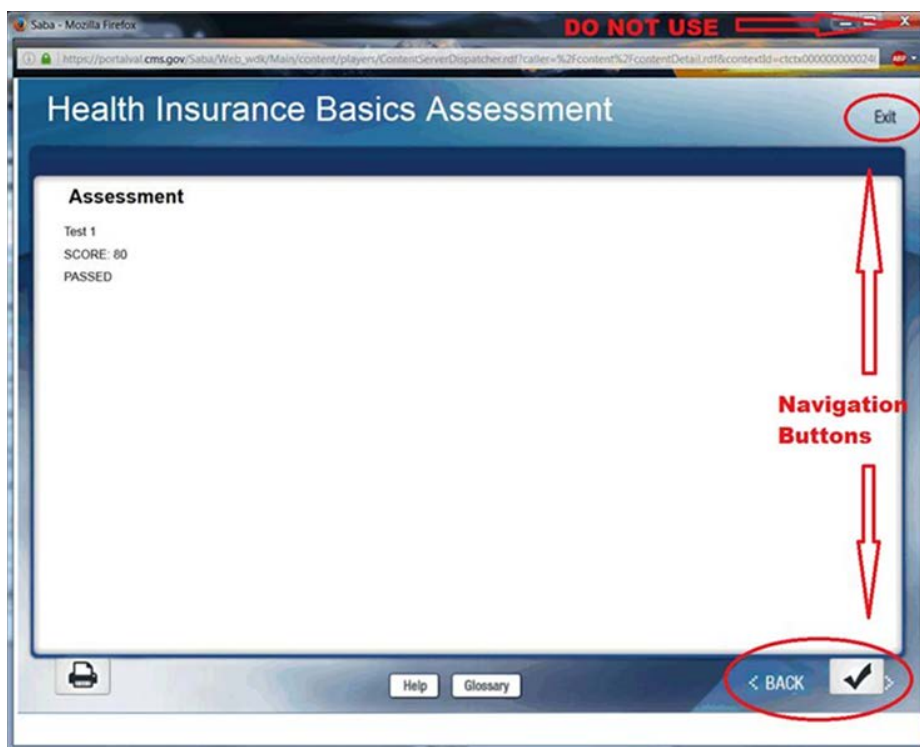 Saba - Mozilla Firefox
DO NOT USE
https://portalval.cms.gov/Saba/Web_wdk/Main/content/players/ContentServerDispatcher.rdf?caller=%2Fcontent%2FcontentDetail.rdf&contextId=ctctx0000000000240
ABP
Health Insurance Basics Assessment
Exit
Assessment
Test 1
SCORE: 80
PASSED
Navigation
Buttons
Help
Glossary
< BACK
>